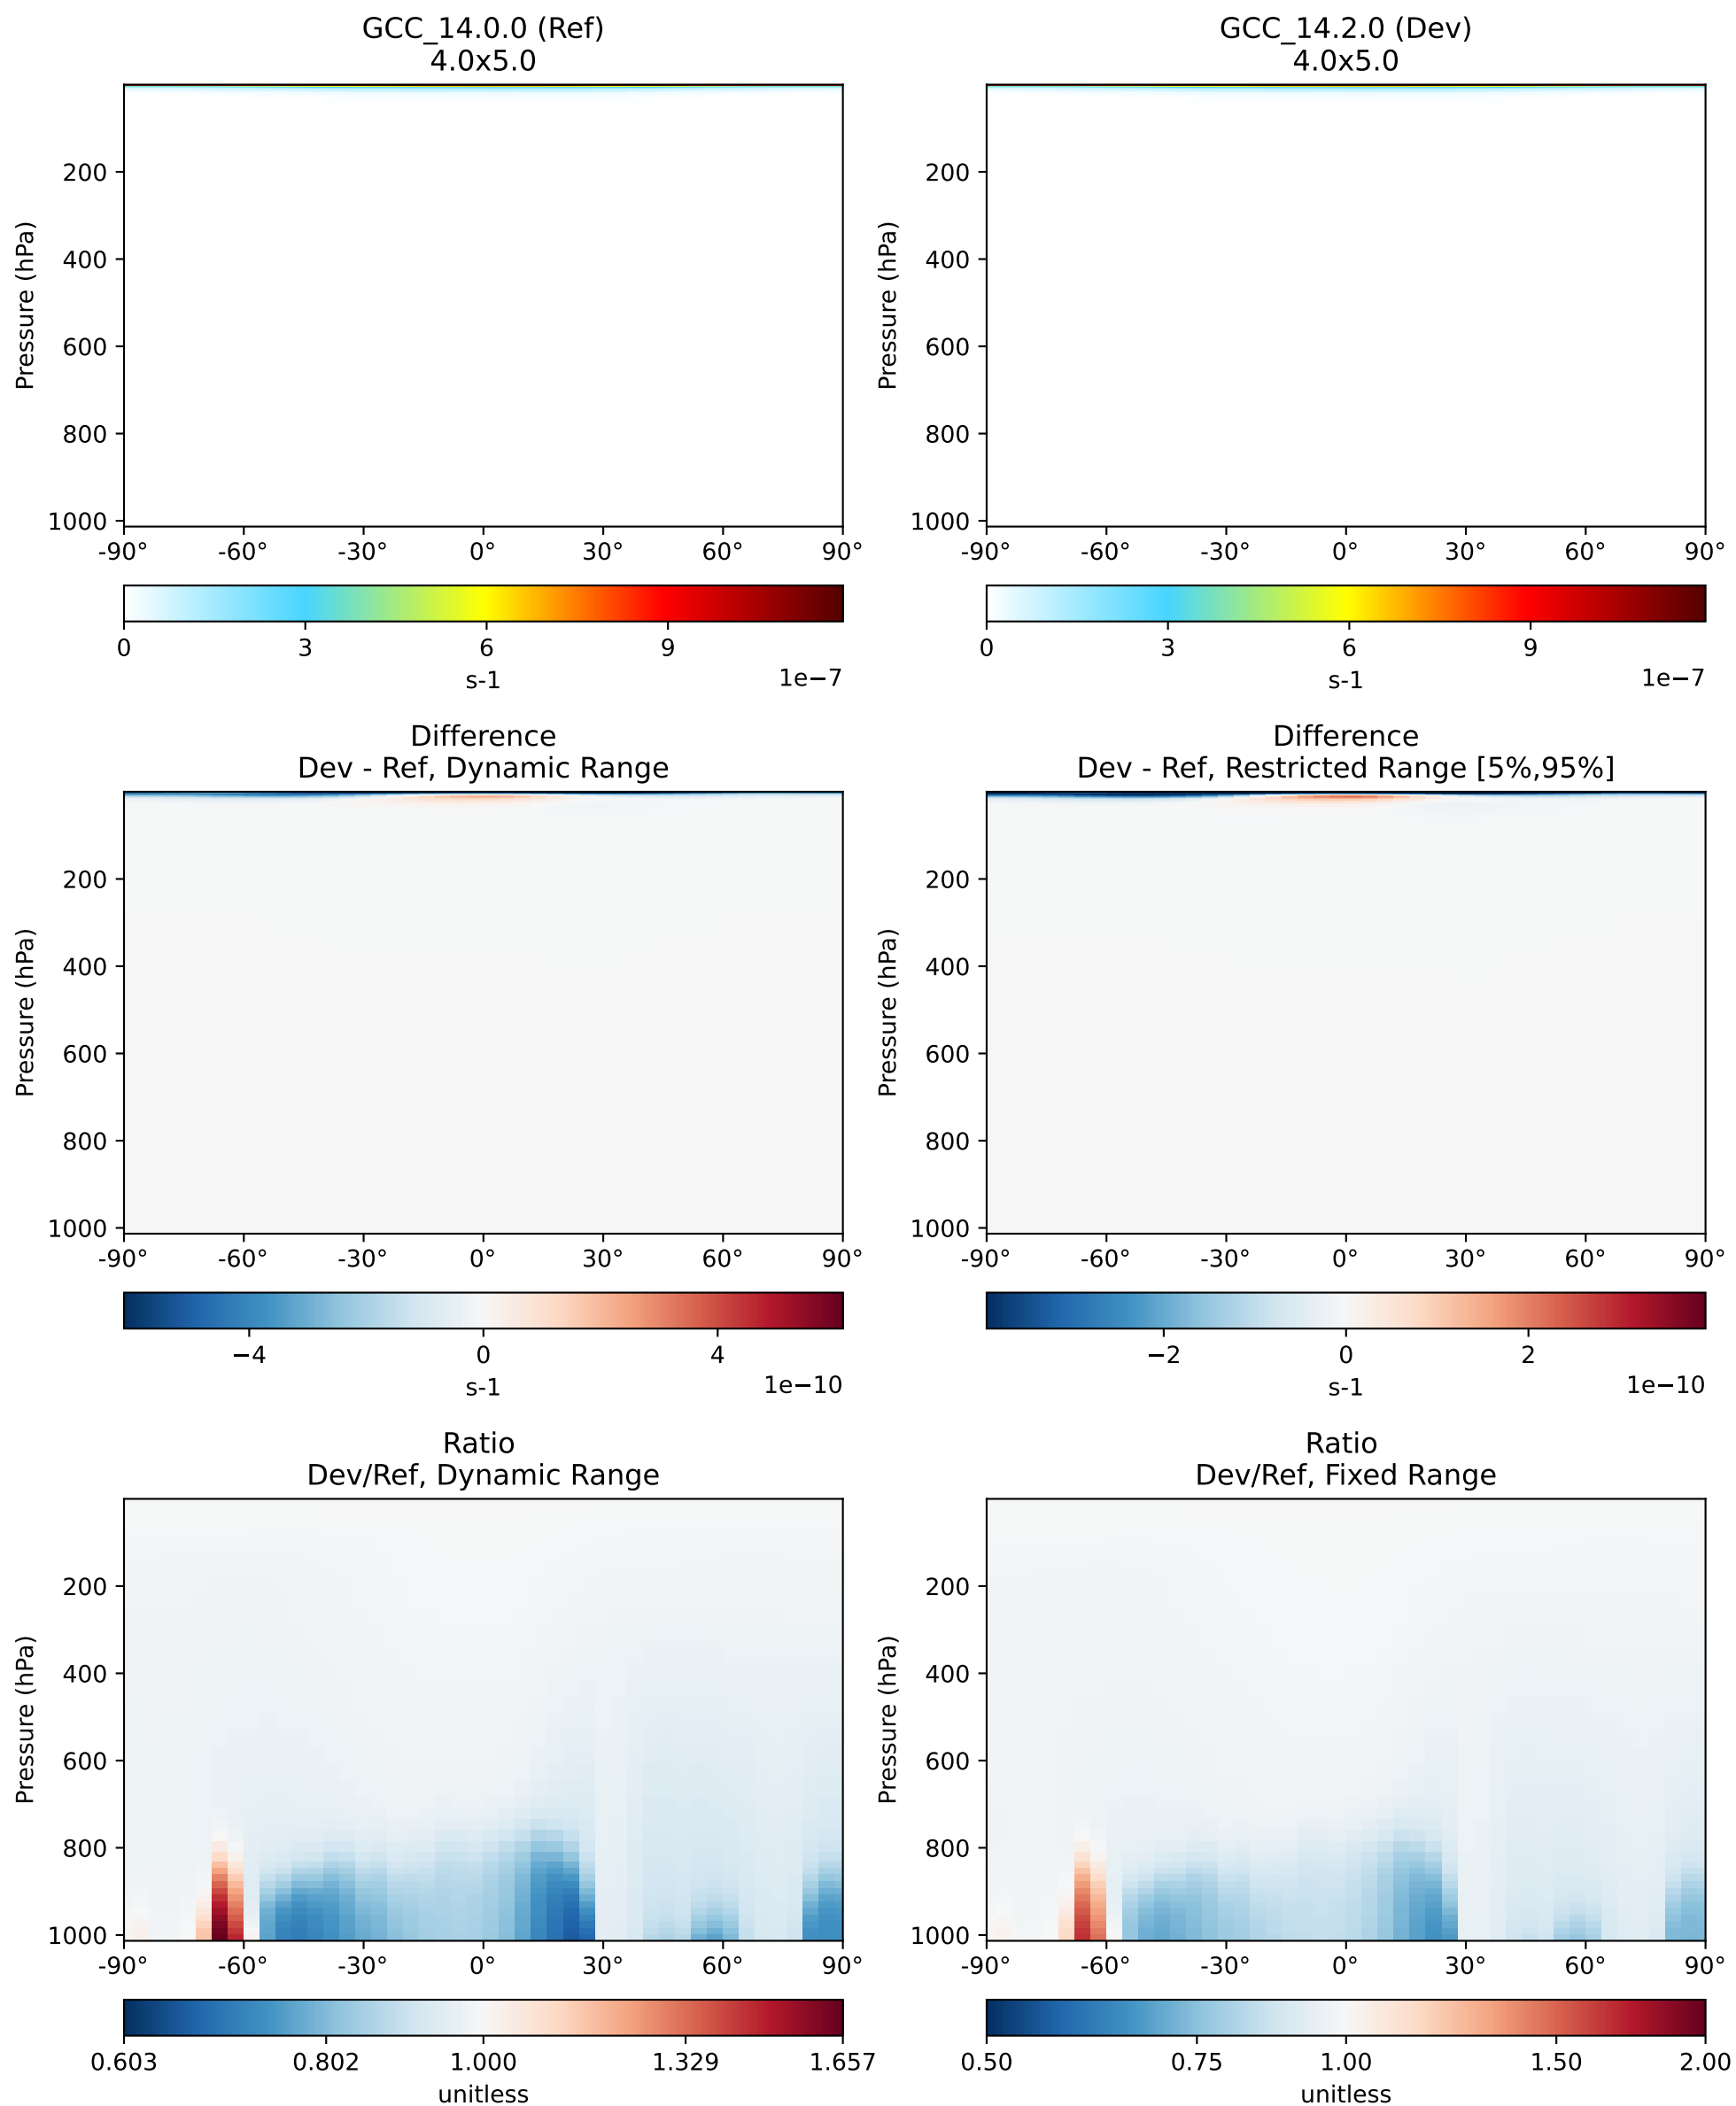 GCC_14.0.0 (Ref)
4.0x5.0
Pressure (hPa)
200
400
600
800
1000
-90° -60° -30° 0° 30° 60° 90°
0 3 6 9
s-1 1e−7
GCC_14.2.0 (Dev)
4.0x5.0
Pressure (hPa)
200
400
600
800
1000
-90° -60° -30° 0° 30° 60° 90°
0 3 6 9
s-1 1e−7
Difference
Dev - Ref, Dynamic Range
Pressure (hPa)
200
400
600
800
1000
-90° -60° -30° 0° 30° 60° 90°
−4 0 4
s-1 1e−10
Difference
Dev - Ref, Restricted Range [5%,95%]
Pressure (hPa)
200
400
600
800
1000
-90° -60° -30° 0° 30° 60° 90°
−2 0 2
s-1 1e−10
Ratio
Dev/Ref, Dynamic Range
Pressure (hPa)
200
400
600
800
1000
-90° -60° -30° 0° 30° 60° 90°
0.603 0.802 1.000 1.329 1.657
unitless
Ratio
Dev/Ref, Fixed Range
Pressure (hPa)
200
400
600
800
1000
-90° -60° -30° 0° 30° 60° 90°
0.50 0.75 1.00 1.50 2.00
unitless